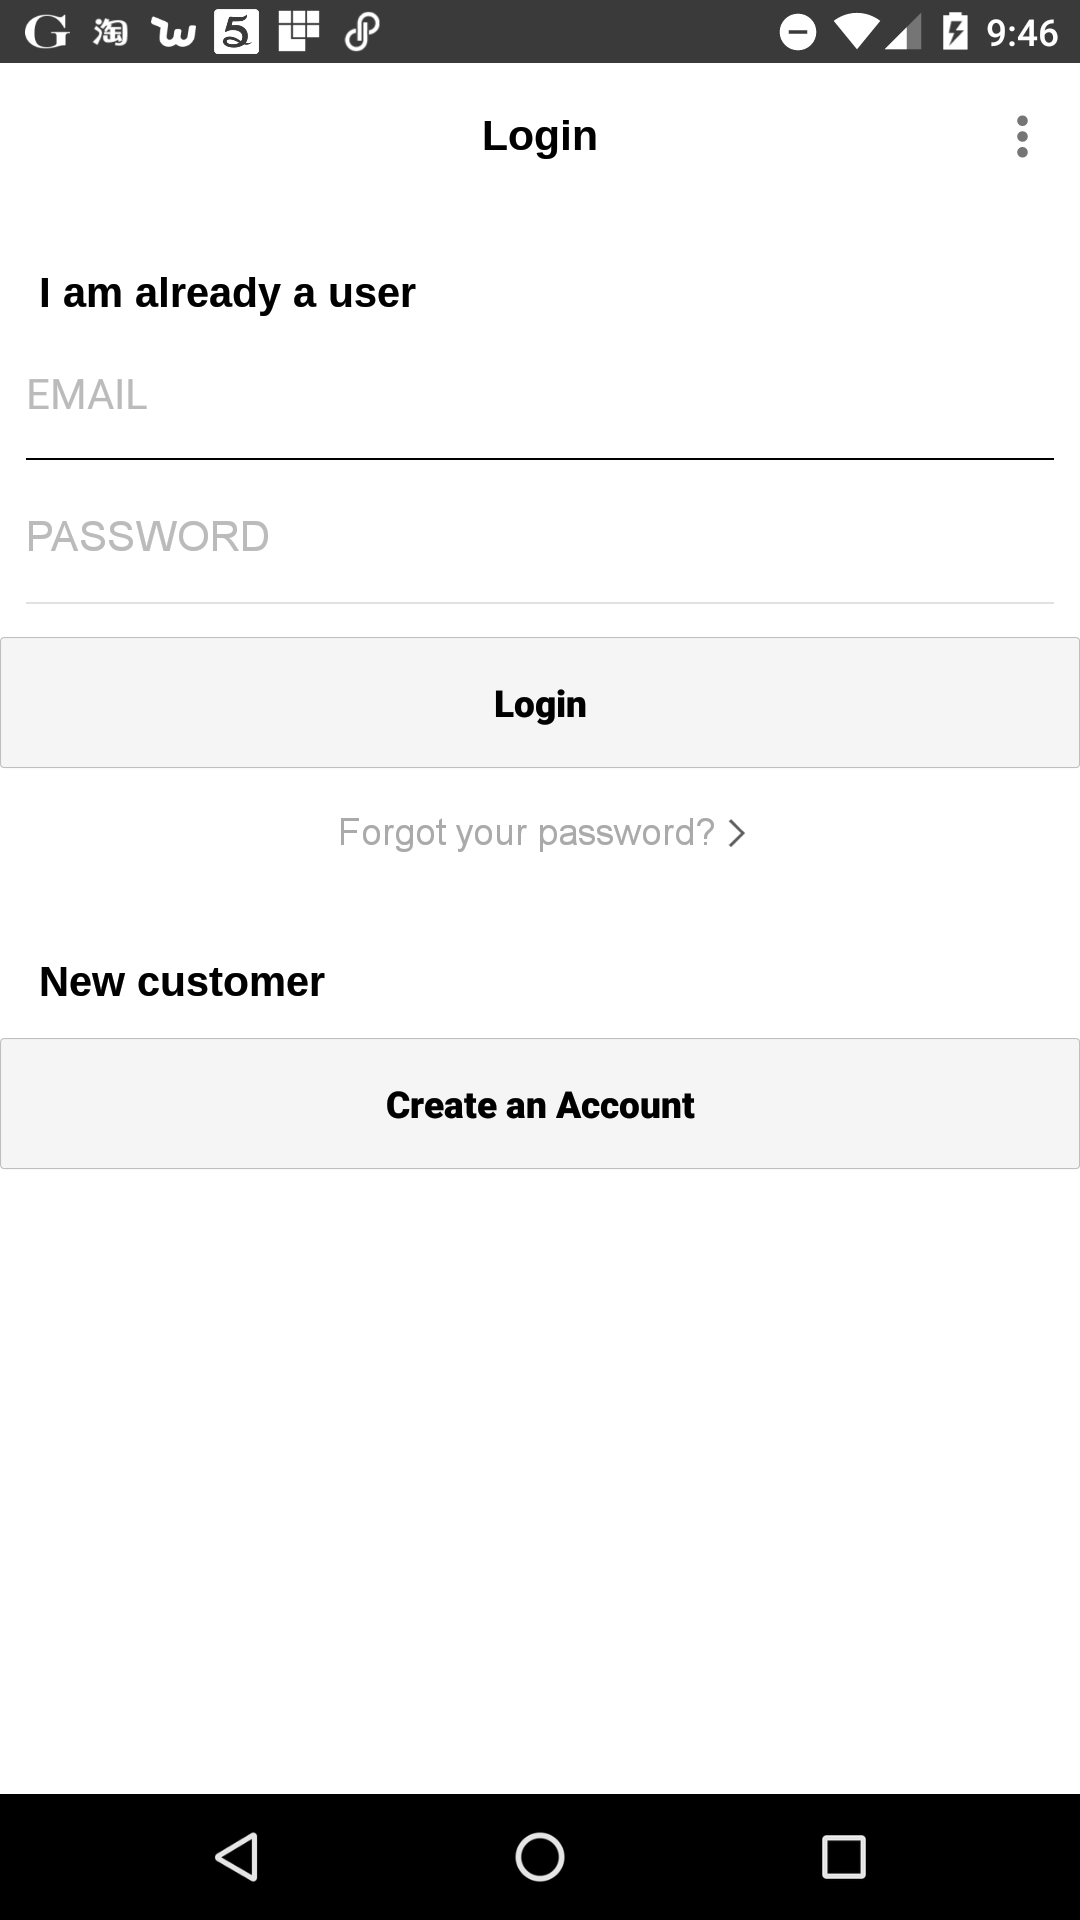 G 淘 w 5 9:46
Login
I am already a user
EMAIL
PASSWORD
Login
Forgot your password?
New customer
Create an Account